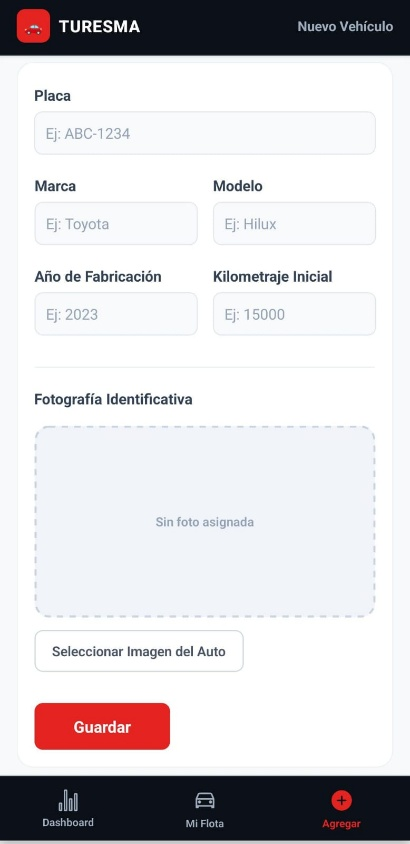 TURESMA
Nuevo Vehículo
Placa
Ej: ABC-1234
Marca
Modelo
Ej: Toyota
Ej: Hilux
Año de Fabricación
Kilometraje Inicial
Ej: 2023
Ej: 15000
Fotografía Identificativa
Sin foto asignada
Seleccionar Imagen del Auto
Guardar
Dashboard
Mi Flota
Agregar